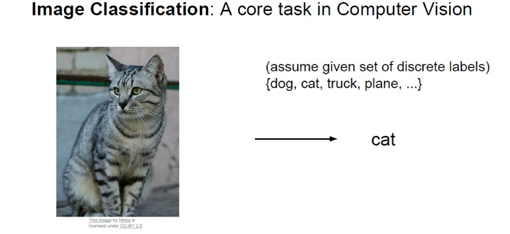 Image Classification: A core task in Computer Vision
(assume given set of discrete labels)
{dog, cat, truck, plane, ...}
cat
This image by Nikita is
licensed under CC-BY 2.0